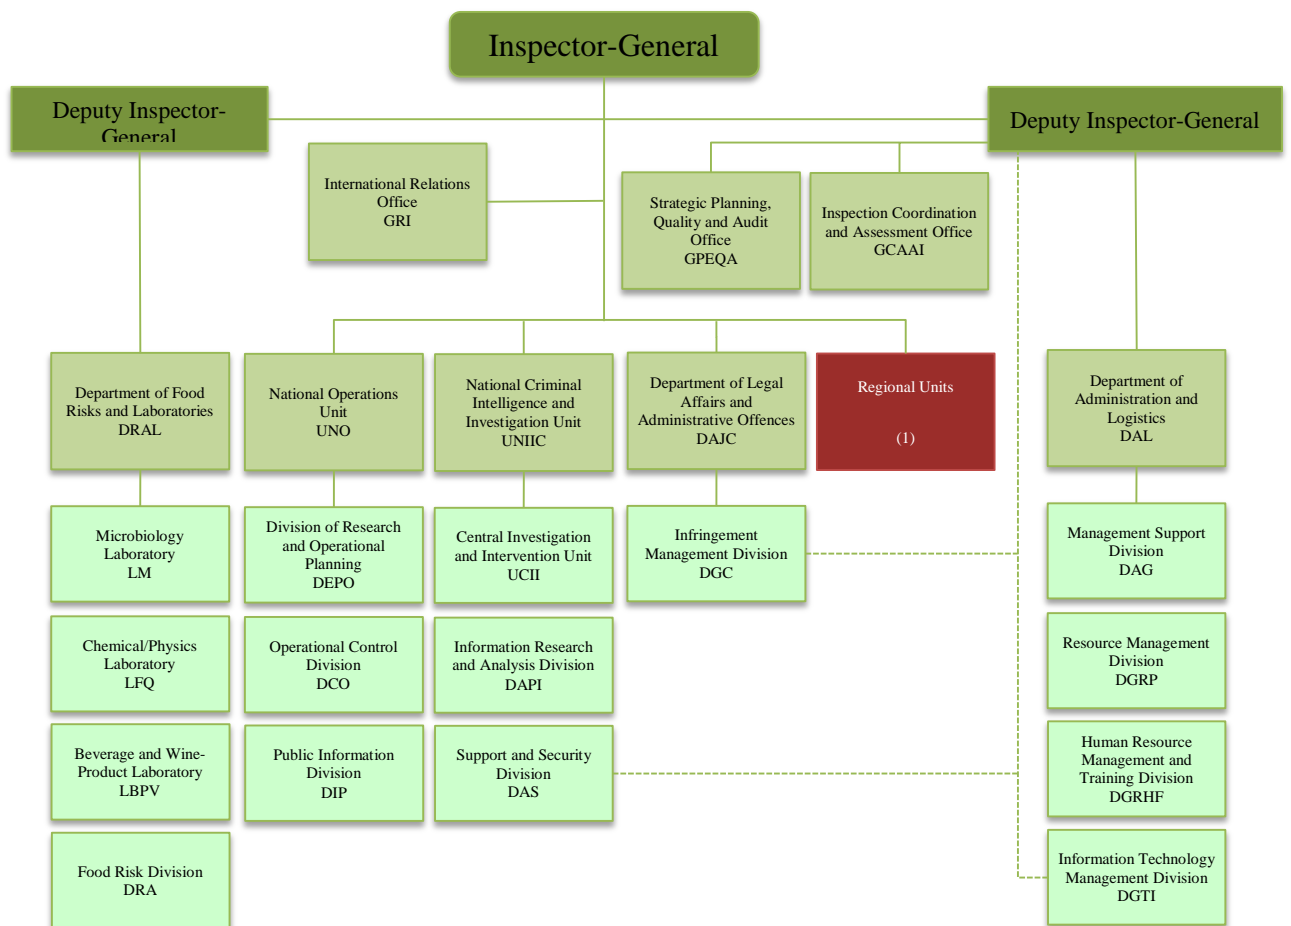 Inspector-General
Deputy Inspector-
General
Deputy Inspector-General
International Relations
Office
GRI
Strategic Planning,
Quality and Audit
Office
GPEQA
Inspection Coordination
and Assessment Office
GCAAI
Department of Food
Risks and Laboratories
DRAL
National Operations
Unit
UNO
National Criminal
Intelligence and
Investigation Unit
UNIIC
Department of Legal
Affairs and
Administrative Offences
DAJC
Regional Units
(1)
Department of
Administration and
Logistics
DAL
Microbiology
Laboratory
LM
Division of Research
and Operational
Planning
DEPO
Central Investigation
and Intervention Unit
UCII
Infringement
Management Division
DGC
Management Support
Division
DAG
Chemical/Physics
Laboratory
LFQ
Operational Control
Division
DCO
Information Research
and Analysis Division
DAPI
Resource Management
Division
DGRP
Beverage and Wine-
Product Laboratory
LBPV
Public Information
Division
DIP
Support and Security
Division
DAS
Human Resource
Management and
Training Division
DGRHF
Food Risk Division
DRA
Information Technology
Management Division
DGTI